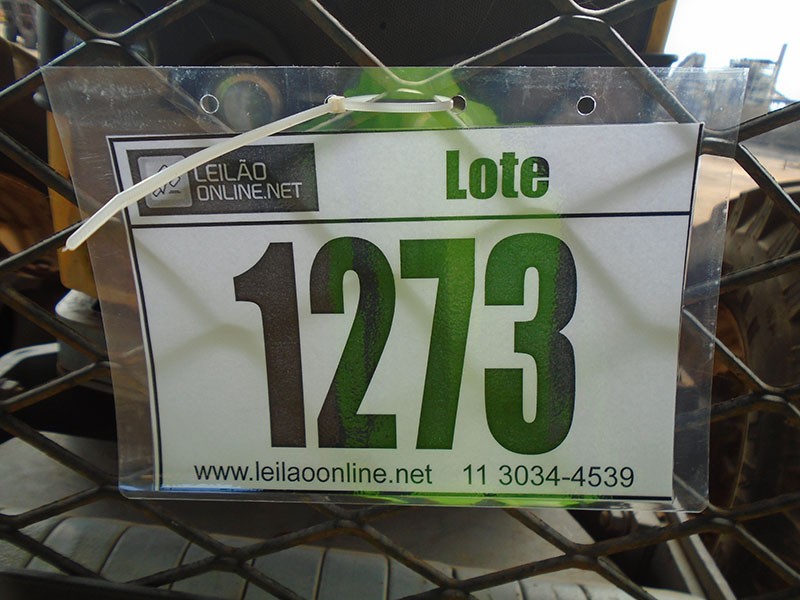 LEILÃO
ONLINE.NET
Lote
1273
www.leilaoonline.net 11 3034-4539